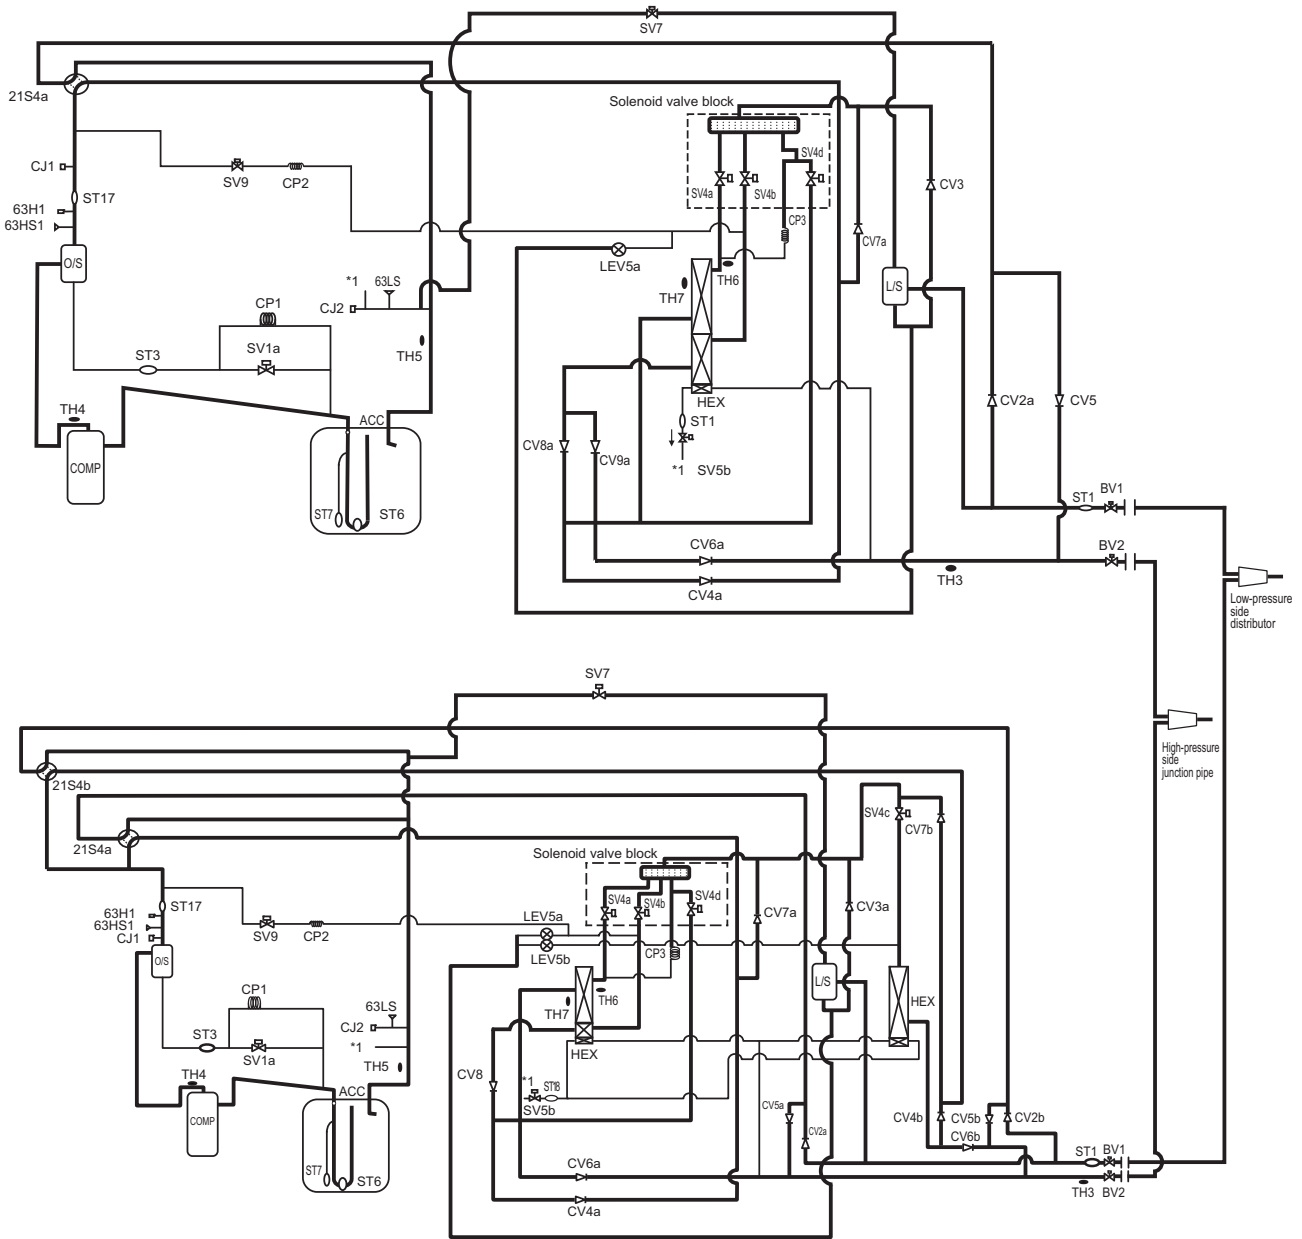 SV7
21S4a
Solenoid valve block
SV4d
CJ1
SV9
CP2
SV4a
SV4b
CV3
ST17
63H1
63HS1
CP3
CV7a
O/S
LEV5a
TH6
L/S
*1
63LS
TH7
CP1
CJ2
SV1a
TH5
ST3
HEX
CV2a
CV5
TH4
ACC
ST1
CV8a
CV9a
COMP
*1
SV5b
BV1
ST1
ST7
ST6
CV6a
BV2
TH3
CV4a
Low-pressure
side
distributor
SV7
High-pressure
side
junction pipe
21S4b
SV4c
CV7b
21S4a
Solenoid valve block
SV4a
SV4b
SV4d
ST17
63H1
63HS1
CJ1
SV9
CP2
LEV5a
CV7a
CV3a
O/S
LEV5b
CP3
L/S
CP1
TH6
TH7
HEX
63LS
CJ2
ST3
*1
SV1a
HEX
TH5
CV8
TH4
*1
ST18
ACC
SV5b
CV5a
COMP
CV2a
CV4b
CV5b
CV2b
CV6b
ST1
BV1
ST7
ST6
CV6a
TH3
BV2
CV4a